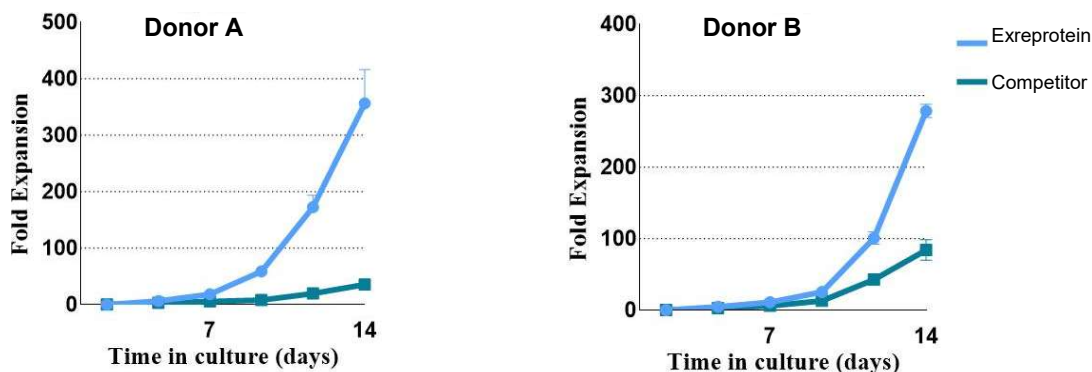 Donor A
500
400
300
200
100
0
Fold Expansion
7
14
Time in culture (days)
Donor B
400
300
200
100
0
Fold Expansion
7
14
Time in culture (days)
Exreprotein
Competitor